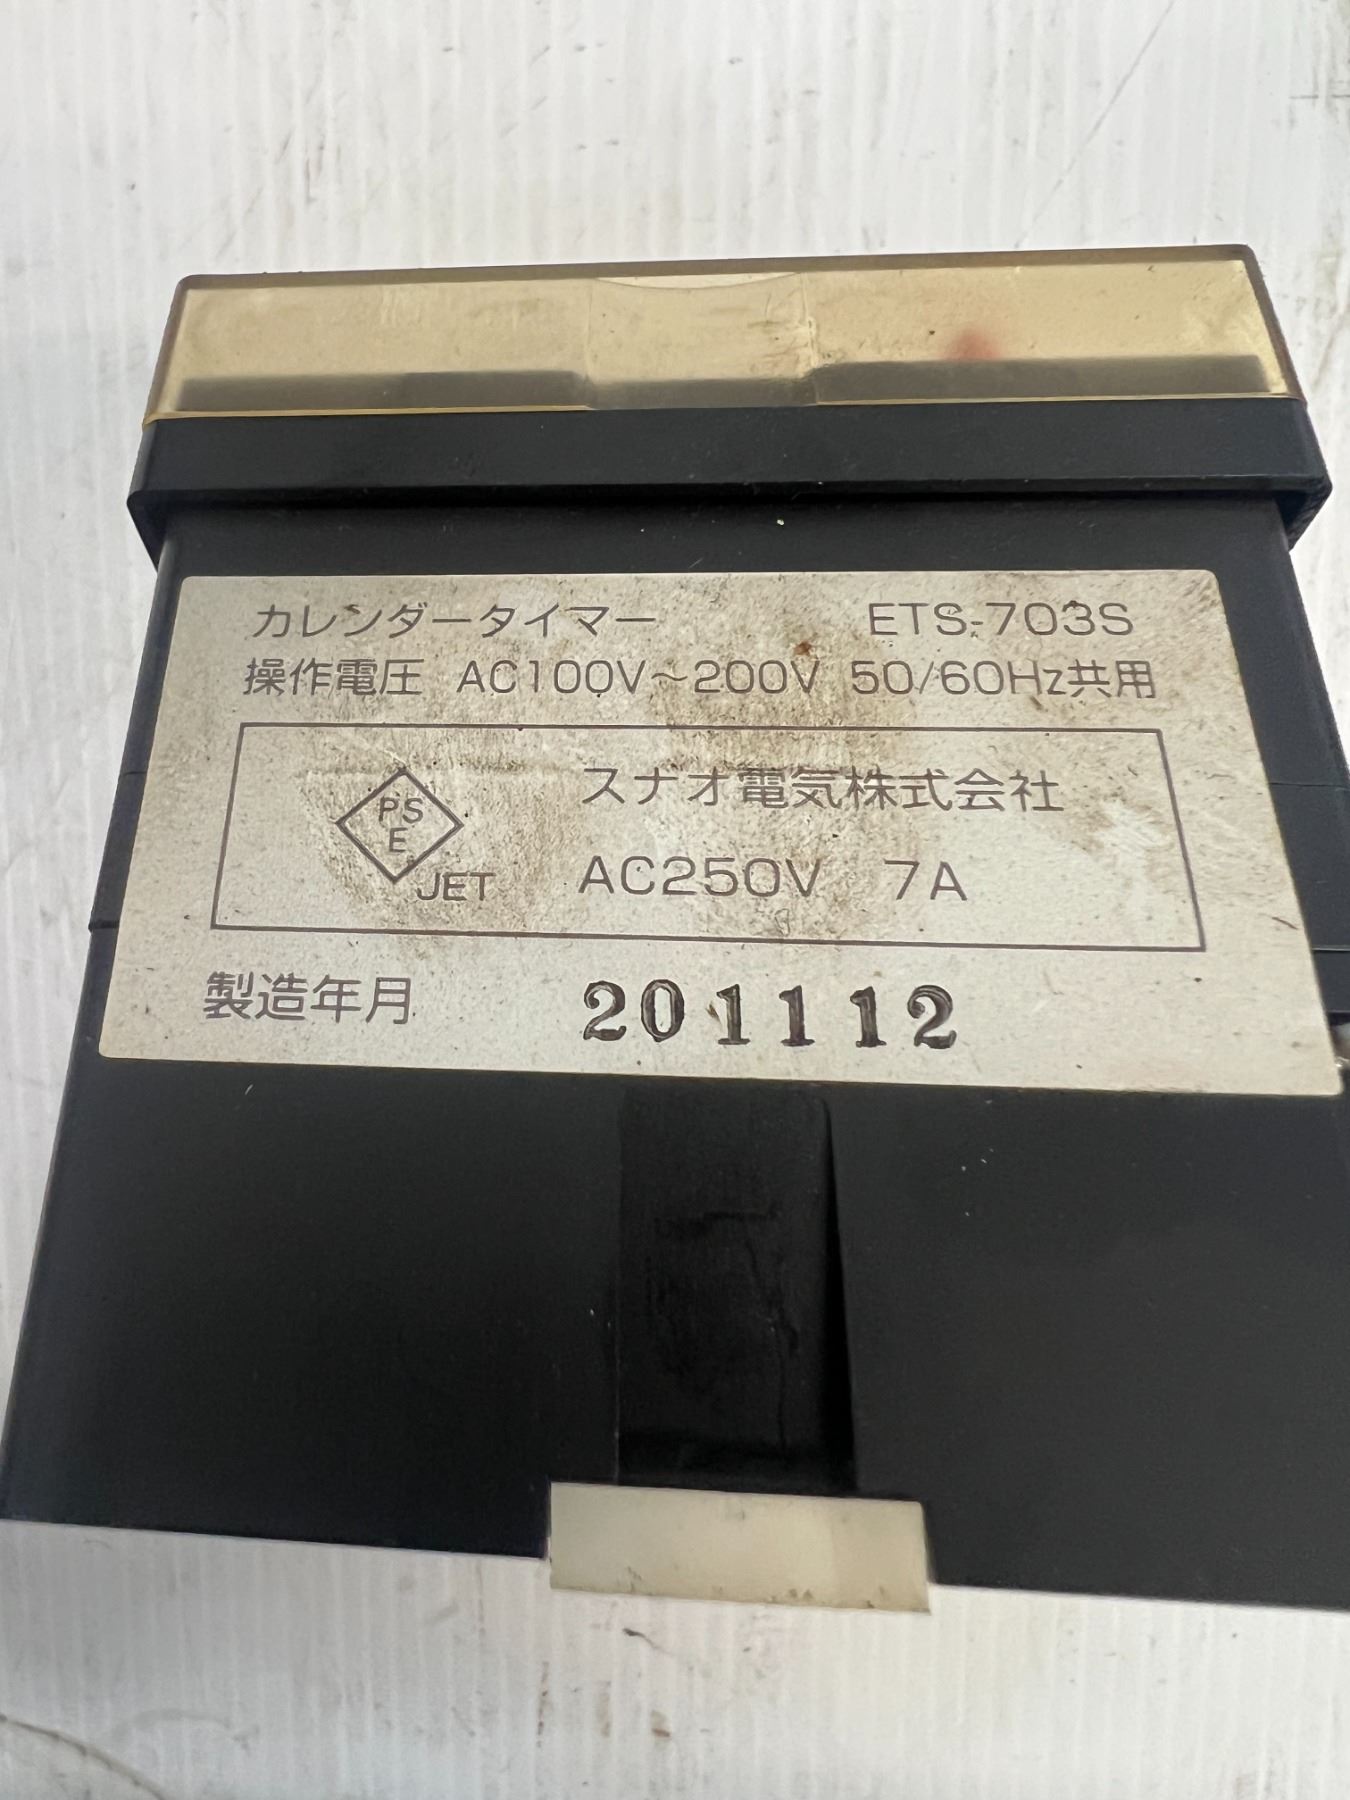 カレンダータイマー ETS-703S
操作電圧 AC100V～200V 50/60Hz共用
PS
E
JET
スナオ電気株式会社
AC250V 7A
製造年月 201112